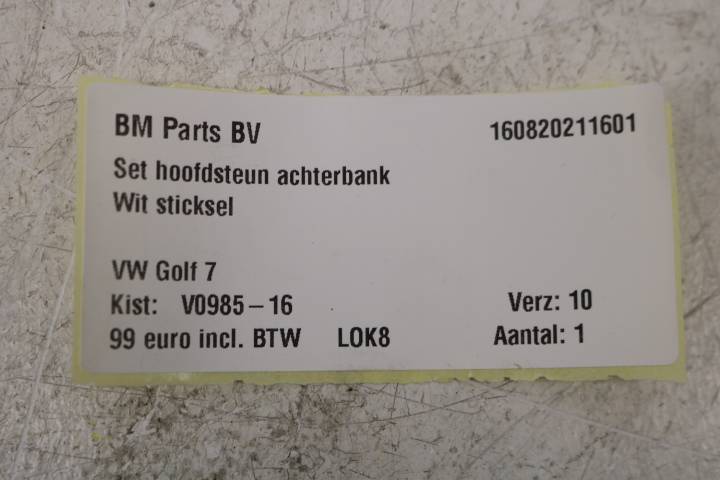 BM Parts BV 160820211601
Set hoofdsteun achterbank
Wit sticksel
VW Golf 7
Kist: V0985-16 Verz: 10
99 euro incl. BTW LOK8 Aantal: 1